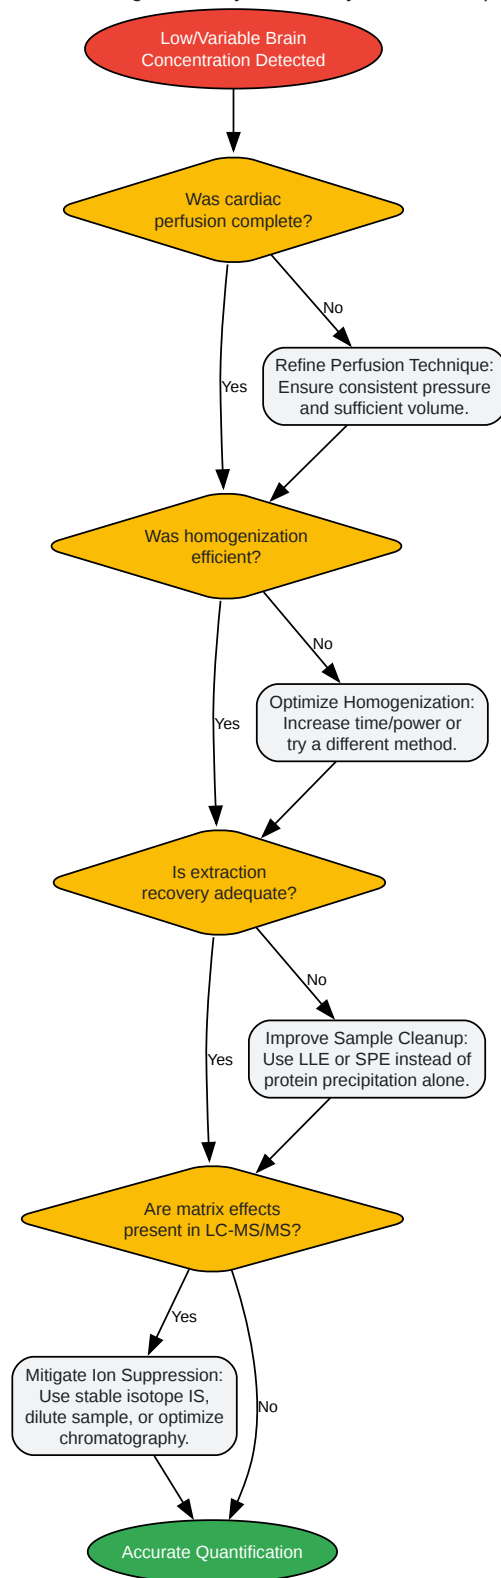 Low/Variable Brain
Concentration Detected
Was cardiac
perfusion complete?
No
Refine Perfusion Technique:
Ensure consistent pressure
and sufficient volume.
Yes
Was homogenization
efficient?
No
Optimize Homogenization:
Increase time/power or
try a different method.
Yes
Is extraction
recovery adequate?
No
Improve Sample Cleanup:
Use LLE or SPE instead of
protein precipitation alone.
Yes
Are matrix effects
present in LC-MS/MS?
Yes
Mitigate Ion Suppression:
Use stable isotope IS,
dilute sample, or optimize
chromatography.
No
Accurate Quantification